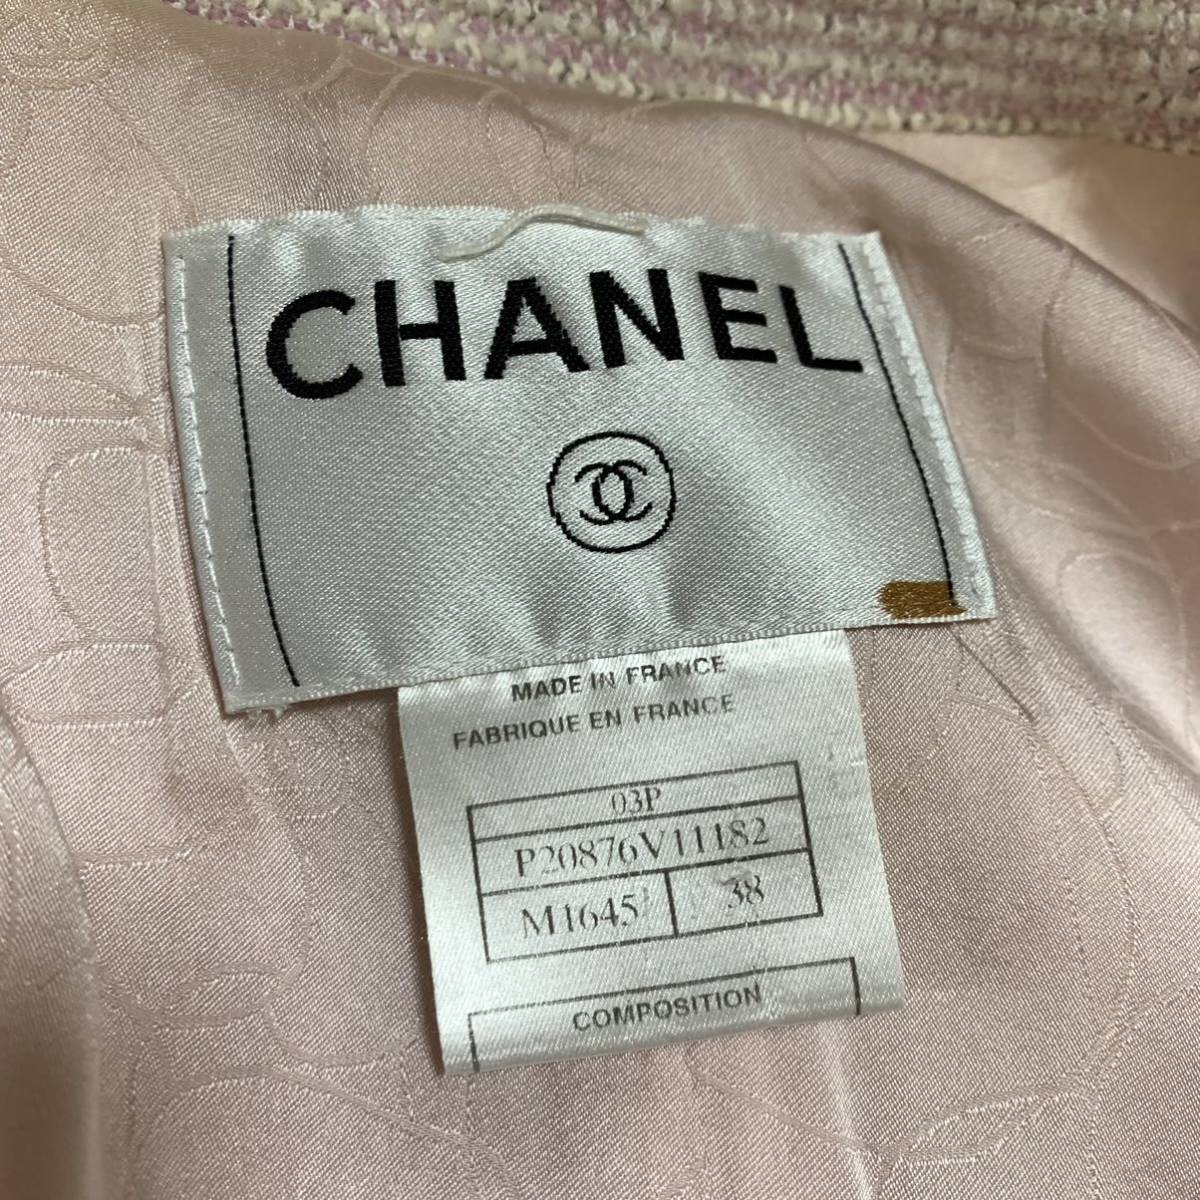 CHANEL
MADE IN FRANCE
FABRIQUE EN FRANCE
03P
P20876V11182
M1645 38
COMPOSITION